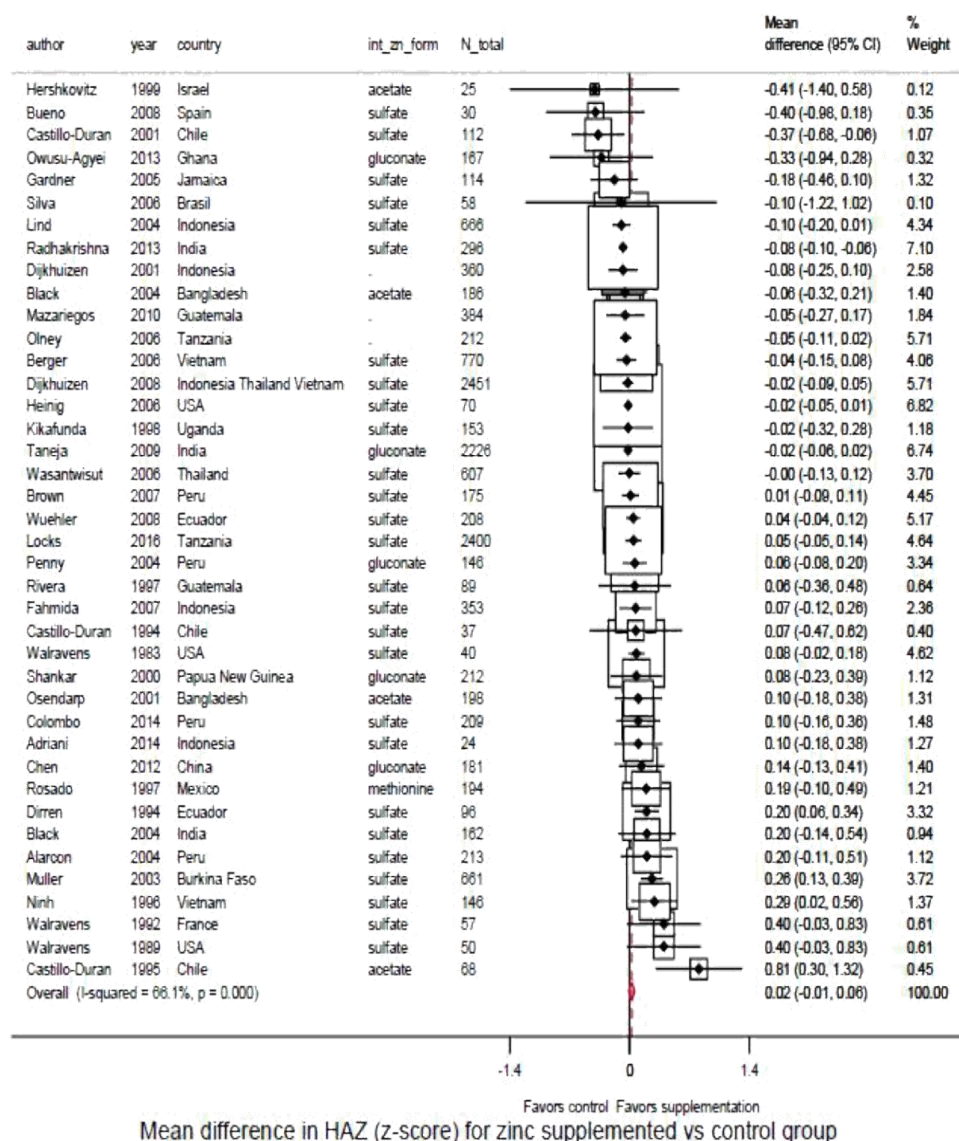 Mean
difference (95% CI)
%
Weight
author year country int_zn_form N_total
Hershkovitz 1999 Israel acetate 25 -0.41 (-1.40, 0.58) 0.12
Bueno 2008 Spain sulfate 30 -0.40 (-0.98, 0.18) 0.35
Castillo-Duran 2001 Chile sulfate 112 -0.37 (-0.68, -0.06) 1.07
Owusu-Agyei 2013 Ghana gluconate 167 -0.33 (-0.94, 0.28) 0.32
Gardner 2005 Jamaica sulfate 114 -0.18 (-0.46, 0.10) 1.32
Silva 2006 Brasil sulfate 58 -0.10 (-1.22, 1.02) 0.10
Lind 2004 Indonesia sulfate 666 -0.10 (-0.20, 0.01) 4.34
Radhakrishna 2013 India sulfate 296 -0.08 (-0.10, -0.06) 7.10
Dijkhuizen 2001 Indonesia . 360 -0.08 (-0.25, 0.10) 2.58
Black 2004 Bangladesh acetate 186 -0.06 (-0.32, 0.21) 1.40
Mazariegos 2010 Guatemala . 384 -0.05 (-0.27, 0.17) 1.84
Olney 2006 Tanzania . 212 -0.05 (-0.11, 0.02) 5.71
Berger 2006 Vietnam sulfate 770 -0.04 (-0.15, 0.08) 4.06
Dijkhuizen 2008 Indonesia Thailand Vietnam sulfate 2451 -0.02 (-0.09, 0.05) 5.71
Heinig 2006 USA sulfate 70 -0.02 (-0.05, 0.01) 6.82
Kikafunda 1998 Uganda sulfate 153 -0.02 (-0.32, 0.28) 1.18
Taneja 2009 India gluconate 2226 -0.02 (-0.06, 0.02) 6.74
Wasantwisut 2006 Thailand sulfate 607 -0.00 (-0.13, 0.12) 3.70
Brown 2007 Peru sulfate 175 0.01 (-0.09, 0.11) 4.45
Wuehler 2008 Ecuador sulfate 208 0.04 (-0.04, 0.12) 5.17
Locks 2016 Tanzania sulfate 2400 0.05 (-0.05, 0.14) 4.64
Penny 2004 Peru gluconate 146 0.06 (-0.08, 0.20) 3.34
Rivera 1997 Guatemala sulfate 89 0.06 (-0.36, 0.48) 0.64
Fahmida 2007 Indonesia sulfate 353 0.07 (-0.12, 0.26) 2.36
Castillo-Duran 1994 Chile sulfate 37 0.07 (-0.47, 0.62) 0.40
Walravens 1983 USA sulfate 40 0.08 (-0.02, 0.18) 4.62
Shankar 2000 Papua New Guinea gluconate 212 0.08 (-0.23, 0.39) 1.12
Osendarp 2001 Bangladesh acetate 198 0.10 (-0.18, 0.38) 1.31
Colombo 2014 Peru sulfate 209 0.10 (-0.16, 0.36) 1.48
Adriani 2014 Indonesia sulfate 24 0.10 (-0.18, 0.38) 1.27
Chen 2012 China gluconate 181 0.14 (-0.13, 0.41) 1.40
Rosado 1997 Mexico methionine 194 0.19 (-0.10, 0.49) 1.21
Dirren 1994 Ecuador sulfate 96 0.20 (0.06, 0.34) 3.32
Black 2004 India sulfate 162 0.20 (-0.14, 0.54) 0.94
Alarcon 2004 Peru sulfate 213 0.20 (-0.11, 0.51) 1.12
Muller 2003 Burkina Faso sulfate 661 0.26 (0.13, 0.39) 3.72
Ninh 1996 Vietnam sulfate 146 0.29 (0.02, 0.56) 1.37
Walravens 1992 France sulfate 57 0.40 (-0.03, 0.83) 0.61
Walravens 1989 USA sulfate 50 0.40 (-0.03, 0.83) 0.61
Castillo-Duran 1995 Chile acetate 68 0.81 (0.30, 1.32) 0.45
Overall (I-squared = 66.1%, p = 0.000) 0.02 (-0.01, 0.06) 100.00
-1.4 0 1.4
Favors control Favors supplementation
Mean difference in HAZ (z-score) for zinc supplemented vs control group